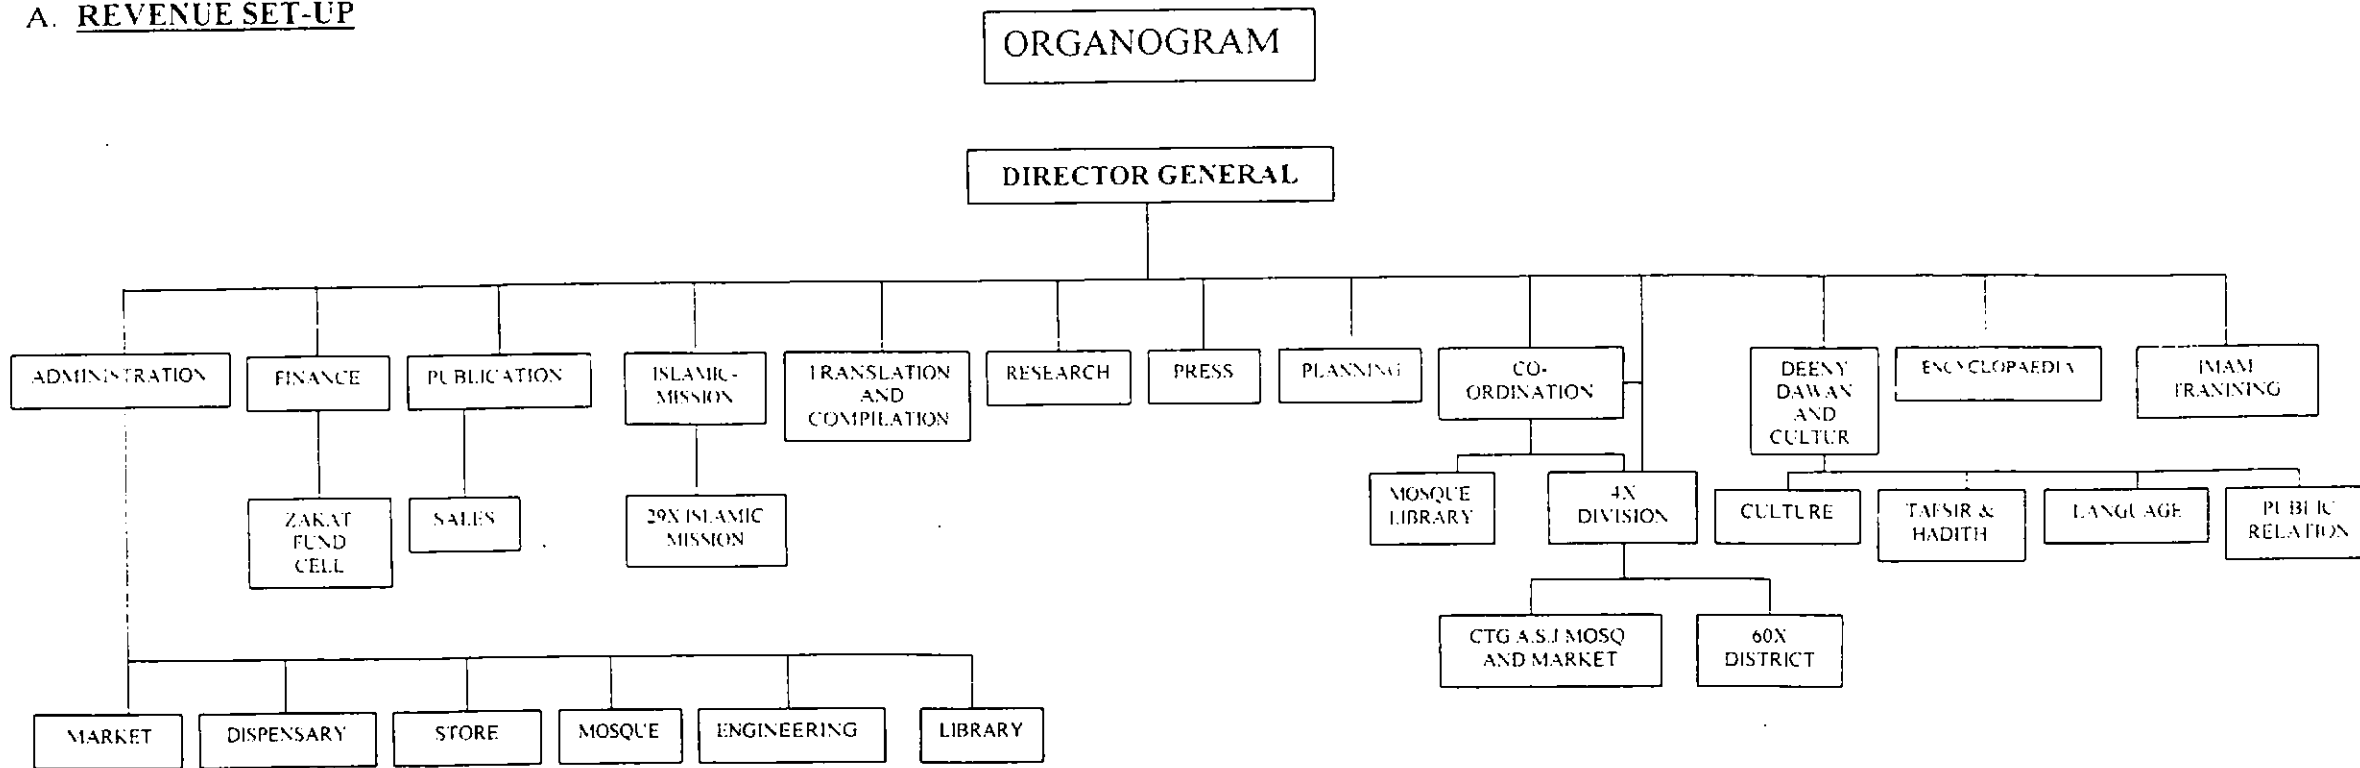 A. REVENUE SET-UP
ORGANOGRAM
DIRECTOR GENERAL
ADMINISTRATION
FINANCE
PUBLICATION
ISLAMIC-
MISSION
TRANSLATION
AND
COMPILATION
RESEARCH
PRESS
PLANNING
CO-
ORDINATION
DEENY
DAWAN
AND
CULTUR
ENCYCLOPAEDIA
IMAM
TRANINING
ZAKAT
FUND
CELL
SALES
29X ISLAMIC
MISSION
MOSQUE
LIBRARY
4X
DIVISION
CULTURE
TAFSIR &
HADITH
LANGUAGE
PUBLIC
RELATION
CTG A.S.J MOSQ
AND MARKET
60X
DISTRICT
MARKET
DISPENSARY
STORE
MOSQUE
ENGINEERING
LIBRARY